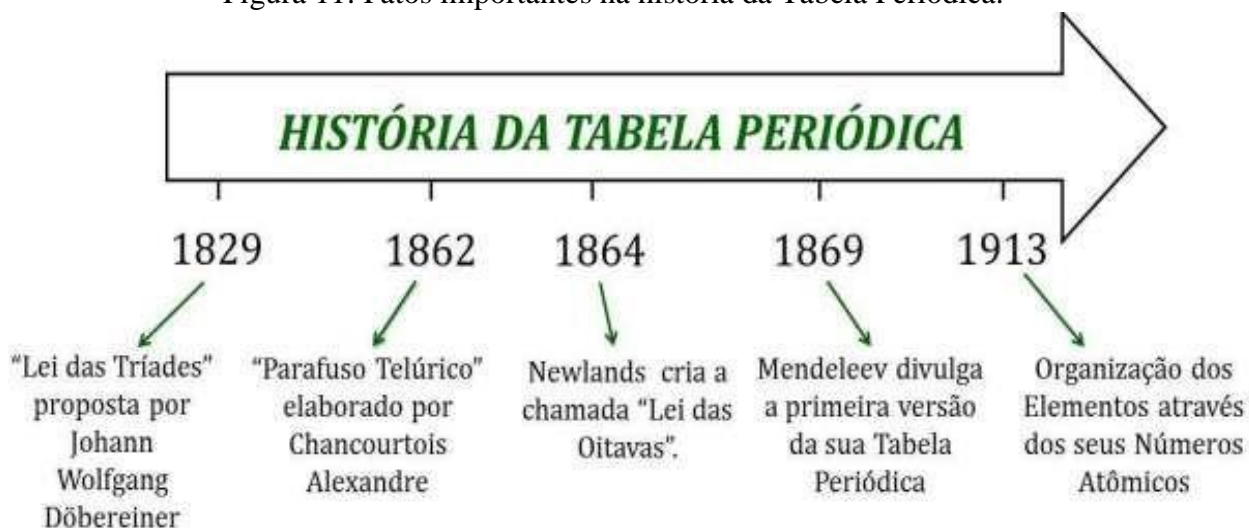 Figura 11: Fatos importantes na história da Tabela Periódica.
HISTÓRIA DA TABELA PERIÓDICA
1829
1862
1864
1869
1913
“Lei das Tríades”
proposta por
Johann
Wolfgang
Döbereiner
“Parafuso Telúrico”
elaborado por
Chancourtois
Alexandre
Newlands cria a
chamada “Lei das
Oitavas”.
Mendeleev divulga
a primeira versão
da sua Tabela
Periódica
Organização dos
Elementos através
dos seus Números
Atômicos